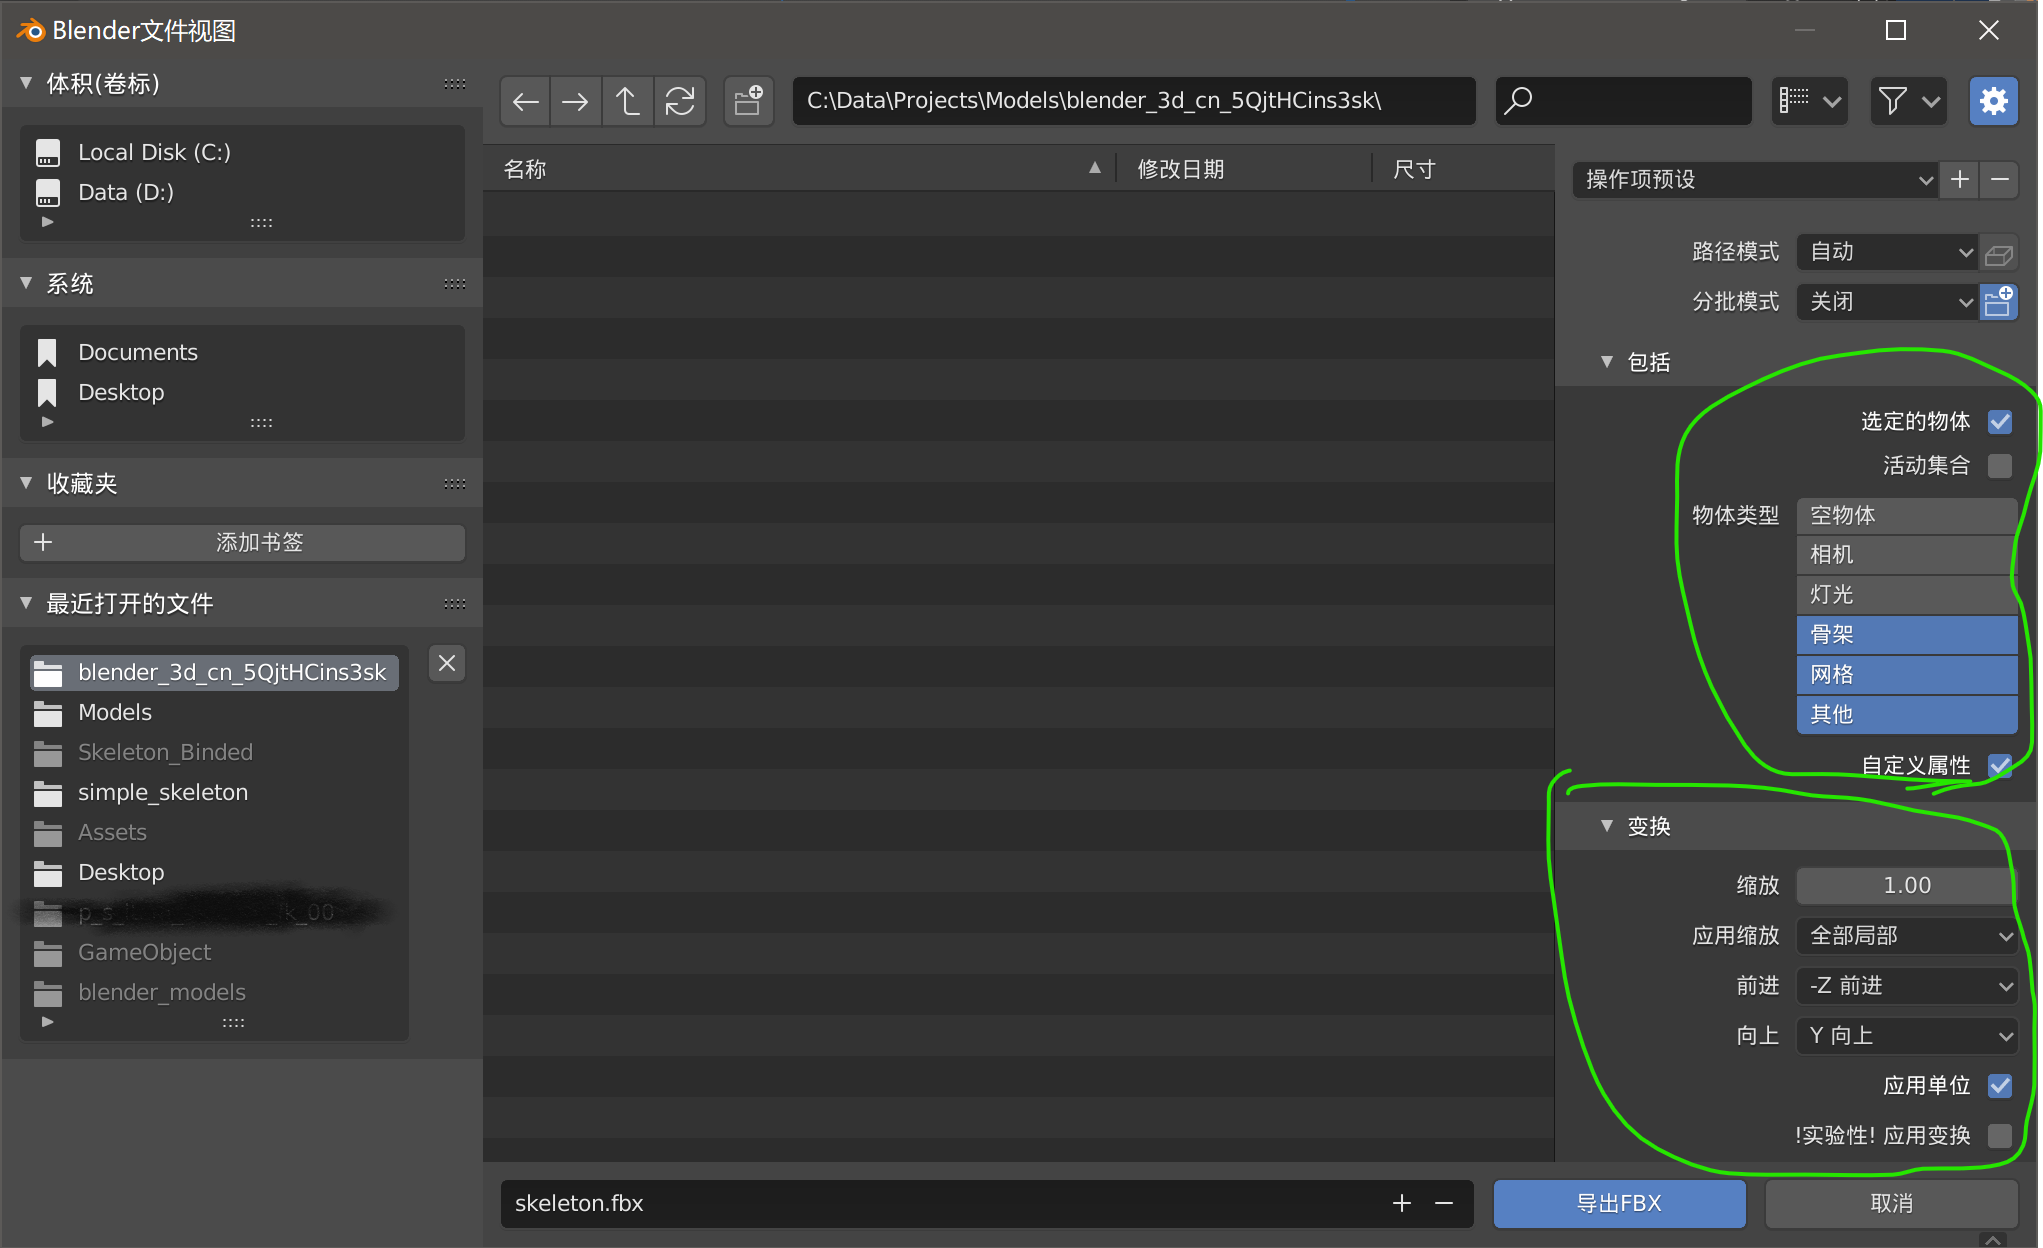 Blender文件视图
体积(卷标)
Local Disk (C:)
Data (D:)
系统
Documents
Desktop
收藏夹
添加书签
最近打开的文件
blender_3d_cn_5QjtHCins3sk
Models
Skeleton_Binded
simple_skeleton
Assets
Desktop
GameObject
blender_models
C:\Data\Projects\Models\blender_3d_cn_5QjtHCins3sk\
名称 修改日期 尺寸
操作项预设
路径模式 自动
分批模式 关闭
包括
选定的物体
活动集合
物体类型 空物体
相机
灯光
骨架
网格
其他
自定义属性
变换
缩放 1.00
应用缩放 全部局部
前进 -Z 前进
向上 Y 向上
应用单位
!实验性! 应用变换
skeleton.fbx
导出FBX 取消